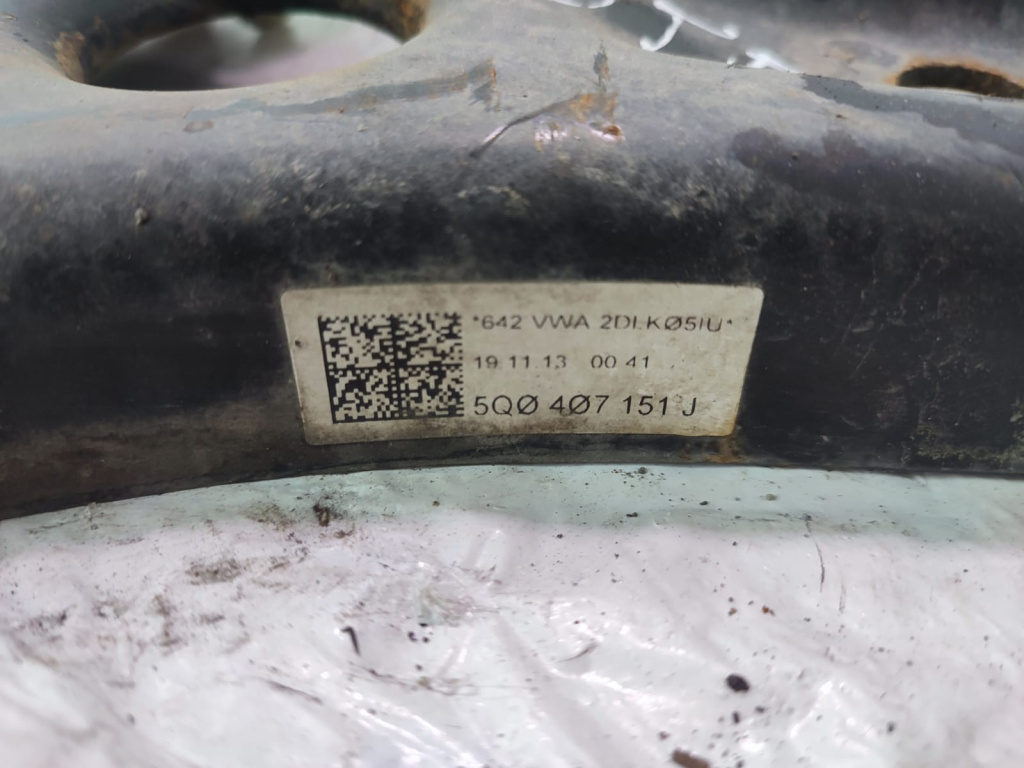 *642 VWA 2DLKØ5IU*
19.11.13 00 41
5QØ 4Ø7 151 J